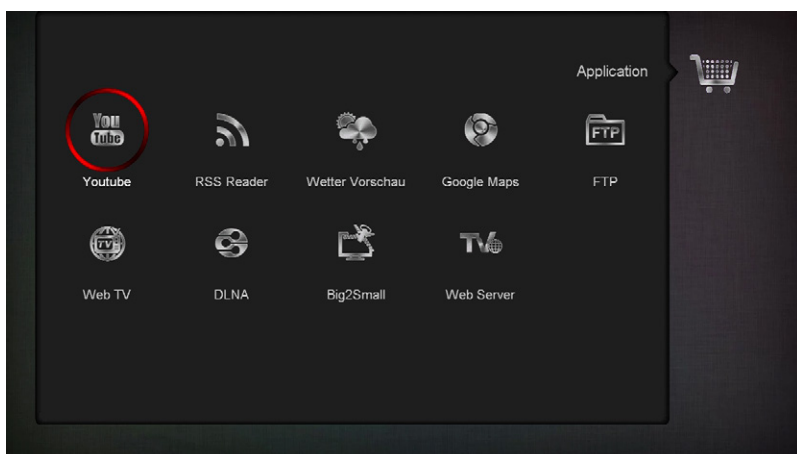 Application
You
Tube
FTP
Youtube
RSS Reader
Wetter Vorschau
Google Maps
FTP
TV
TV
Web TV
DLNA
Big2Small
Web Server